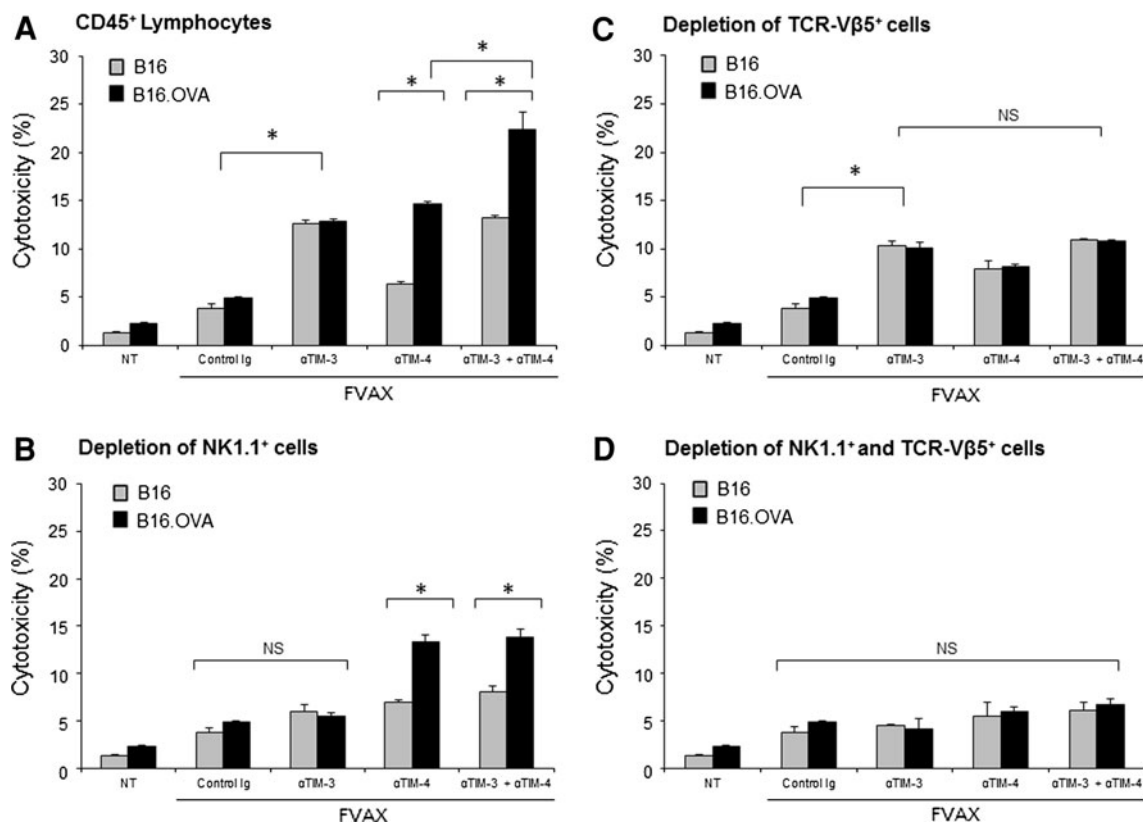 A CD45⁺ Lymphocytes
Cytotoxicity (%)
30
25
20
15
10
5
0
B16
B16.OVA
*
*
*
*
NT Control Ig αTIM-3 αTIM-4 αTIM-3 + αTIM-4
FVAX
B Depletion of NK1.1⁺ cells
Cytotoxicity (%)
30
25
20
15
10
5
0
B16
B16.OVA
NS
*
*
NT Control Ig αTIM-3 αTIM-4 αTIM-3 + αTIM-4
FVAX
C Depletion of TCR-Vβ5⁺ cells
Cytotoxicity (%)
30
25
20
15
10
5
0
B16
B16.OVA
*
NS
NT Control Ig αTIM-3 αTIM-4 αTIM-3 + αTIM-4
FVAX
D Depletion of NK1.1⁺ and TCR-Vβ5⁺ cells
Cytotoxicity (%)
30
25
20
15
10
5
0
B16
B16.OVA
NS
NT Control Ig αTIM-3 αTIM-4 αTIM-3 + αTIM-4
FVAX